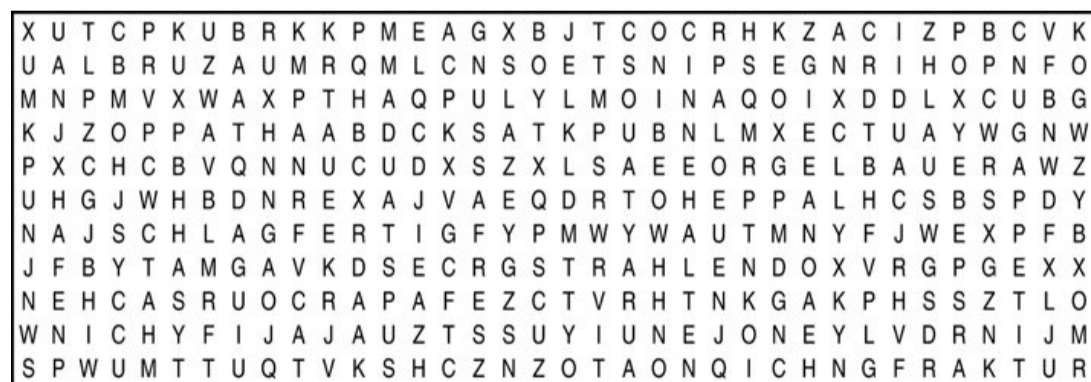 X U T C P K U B R K K P M E A G X B J T C O C R H K Z A C I Z P B C V K
U A L B R U Z A U M R Q M L C N S O E T S N I P S E G N R I H O P N F O
M N P M V X W A X P T H A Q P U L Y L M O I N A Q O I X D D L X C U B G
K J Z O P P A T H A A B D C K S A T K P U B N L M X E C T U A Y W G N W
P X C H C B V Q N N U C U D X S Z X L S A E E O R G E L B A U E R A W Z
U H G J W H B D N R E X A J V A E Q D R T O H E P P A L H C S B S P D Y
N A J S C H L A G F E R T I G F Y P M W Y W A U T M N Y F J W E X P F B
J F B Y T A M G A V K D S E C R G S T R A H L E N D O X V R G P G E X X
N E H C A S R U O C R A P A F E Z C T V R H T N K G A K P H S S Z T L O
W N I C H Y F I J A J A U Z T S S U Y I U N E J O N E Y L V D R N I J M
S P W U M T T U Q T V K S H C Z N Z O T A O N Q I C H N G F R A K T U R